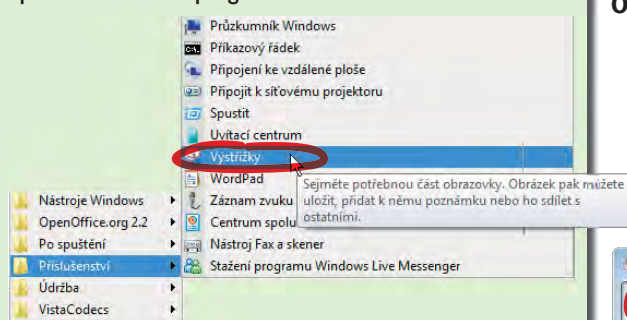 Průzkumník Windows
Příkazový řádek
Připojení ke vzdálené ploše
Připojit k síťovému projektoru
Spustit
Uvítací centrum
Výstřižky
WordPad
Sejměte potřebnou část obrazovky. Obrázek pak můžete
uložit, přidat k němu poznámku nebo ho sdílet s
ostatními.
Záznam zvuku
Centrum spolu
Nástroj Fax a skener
Stažení programu Windows Live Messenger
Nástroje Windows
OpenOffice.org 2.2
Po spuštění
Příslušenství
Údržba
VistaCodecs